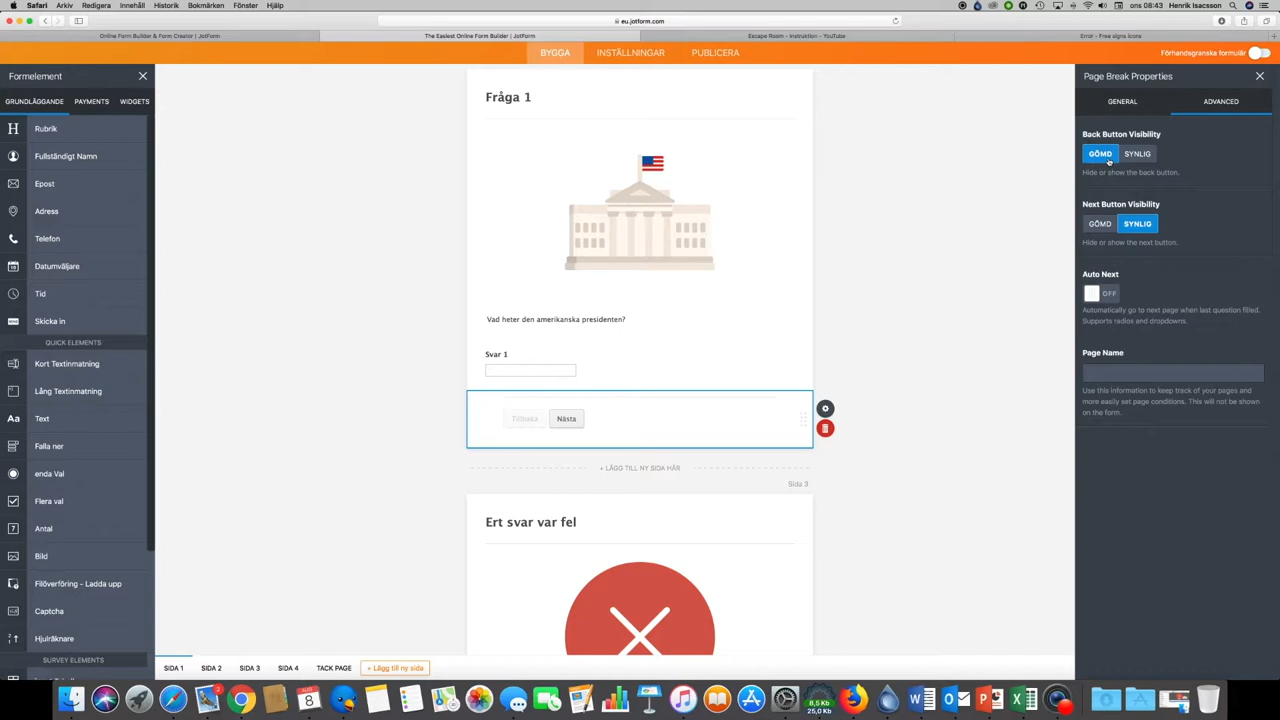 Safari Arkiv Redigera Innehåll Historik Bokmärken Fönster Hjälp
ons 08:43 Henrik Isacsson
eu.jotform.com
Online Form Builder & Form Creator | JotForm
The Easiest Online Form Builder | JotForm
Escape Room - Instruktion - YouTube
Error - Free signs icons
BYGGA INSTÄLLNINGAR PUBLICERA
Förhandsgranska formulär
Formelement
GRUNDLÄGGANDE PAYMENTS WIDGETS
Rubrik
Fullständigt Namn
Epost
Adress
Telefon
Datumväljare
Tid
Skicka in
QUICK ELEMENTS
Kort Textinmatning
Lång Textinmatning
Text
Falla ner
enda Val
Flera val
Antal
Bild
Filöverföring - Ladda upp
Captcha
Hjulräknare
SURVEY ELEMENTS
Fråga 1
Vad heter den amerikanska presidenten?
Svar 1
Tillbaka Nästa
+ LÄGG TILL NY SIDA HÄR
Sida 3
Ert svar var fel
SIDA 1 SIDA 2 SIDA 3 SIDA 4 TACK PAGE + Lägg till ny sida
Page Break Properties
GENERAL ADVANCED
Back Button Visibility
GÖMD SYNLIG
Hide or show the back button.
Next Button Visibility
GÖMD SYNLIG
Hide or show the next button.
Auto Next
OFF
Automatically go to next page when last question filled.
Supports radios and dropdowns.
Page Name
Use this information to keep track of your pages and
more easily set page conditions. This will not be shown
on the form.
8,5 Kb
25,0 Kb